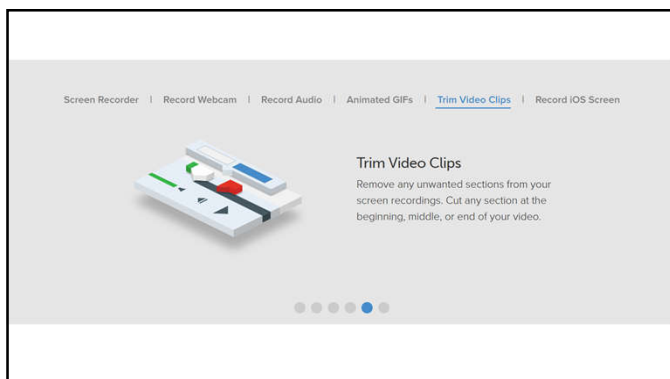 Screen Recorder | Record Webcam | Record Audio | Animated GIFs | Trim Video Clips | Record iOS Screen
Trim Video Clips
Remove any unwanted sections from your
screen recordings. Cut any section at the
beginning, middle, or end of your video.